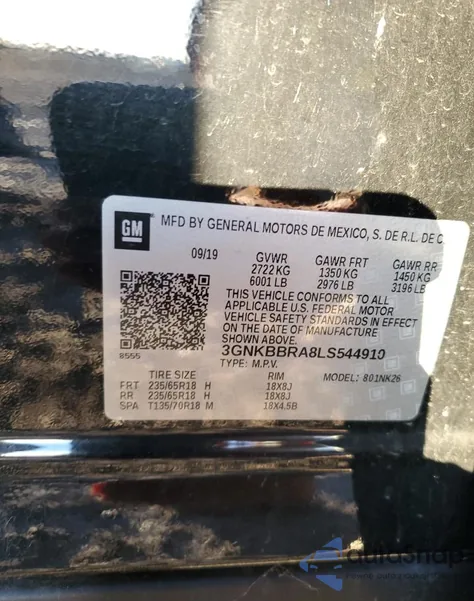 GM
MFD BY GENERAL MOTORS DE MEXICO, S. DE R.L. DE C.
09/19 GVWR GAWR FRT GAWR RR
2722 KG 1350 KG 1450 KG
6001 LB 2976 LB 3196 LB
THIS VEHICLE CONFORMS TO ALL
APPLICABLE U.S. FEDERAL MOTOR
VEHICLE SAFETY STANDARDS IN EFFECT
ON THE DATE OF MANUFACTURE
SHOWN ABOVE.
8555 3GNKBBRA8LS544910
TYPE: M.P.V. MODEL: 801NK26
TIRE SIZE RIM
FRT 235/65R18 H 18X8J
RR 235/65R18 H 18X8J
SPA T135/70R18 M 18X4.5B
autoSnap